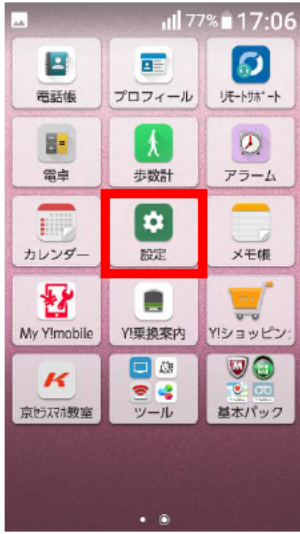 77% 17:06
電話帳 プロフィール リモートサポート
電卓 歩数計 アラーム
カレンダー 設定 メモ帳
My Y!mobile Y!乗換案内 Y!ショッピン
京セラスマホ教室 ツール 基本パック